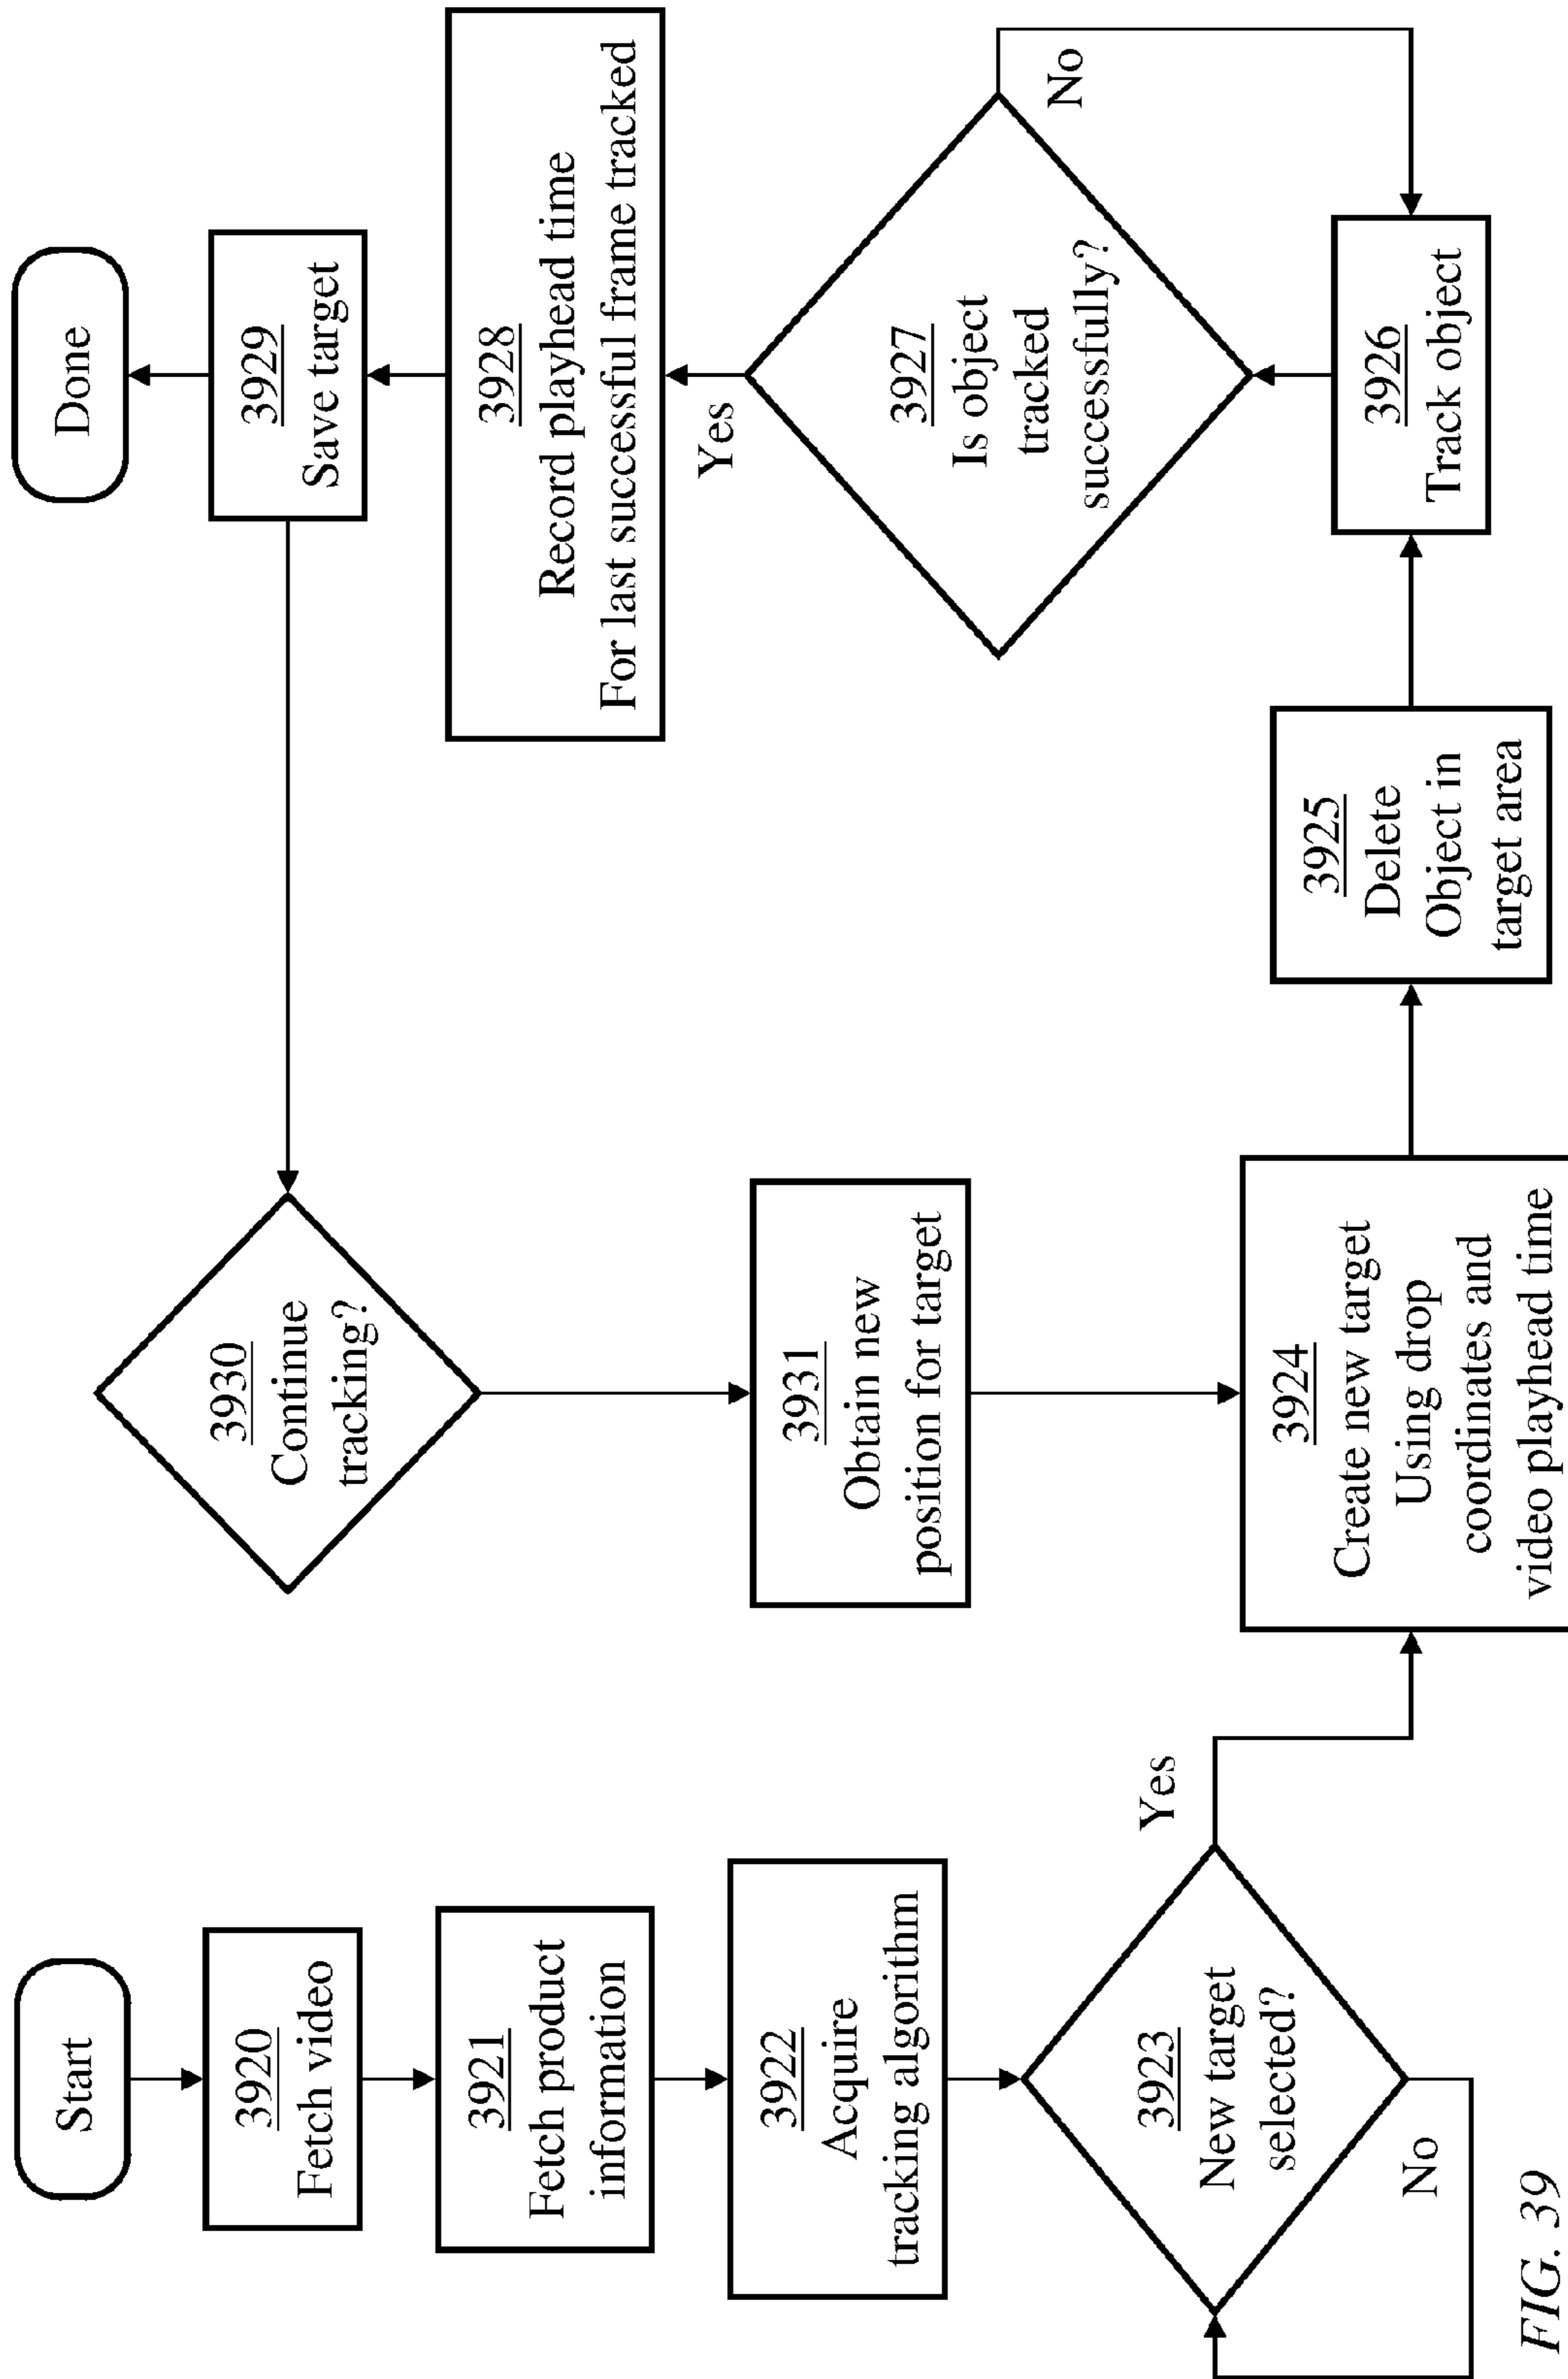 Start
3920
Fetch video
3921
Fetch product
information
3922
Acquire
tracking algorithm
3923
New target
selected?
No
Yes
3924
Create new target
Using drop
coordinates and
video playhead time
3925
Delete
Object in
target area
3926
Track object
3927
Is object
tracked
successfully?
No
Yes
3928
Record playhead time
For last successful frame tracked
3929
Save target
Done
3930
Continue
tracking?
3931
Obtain new
position for target
FIG. 39